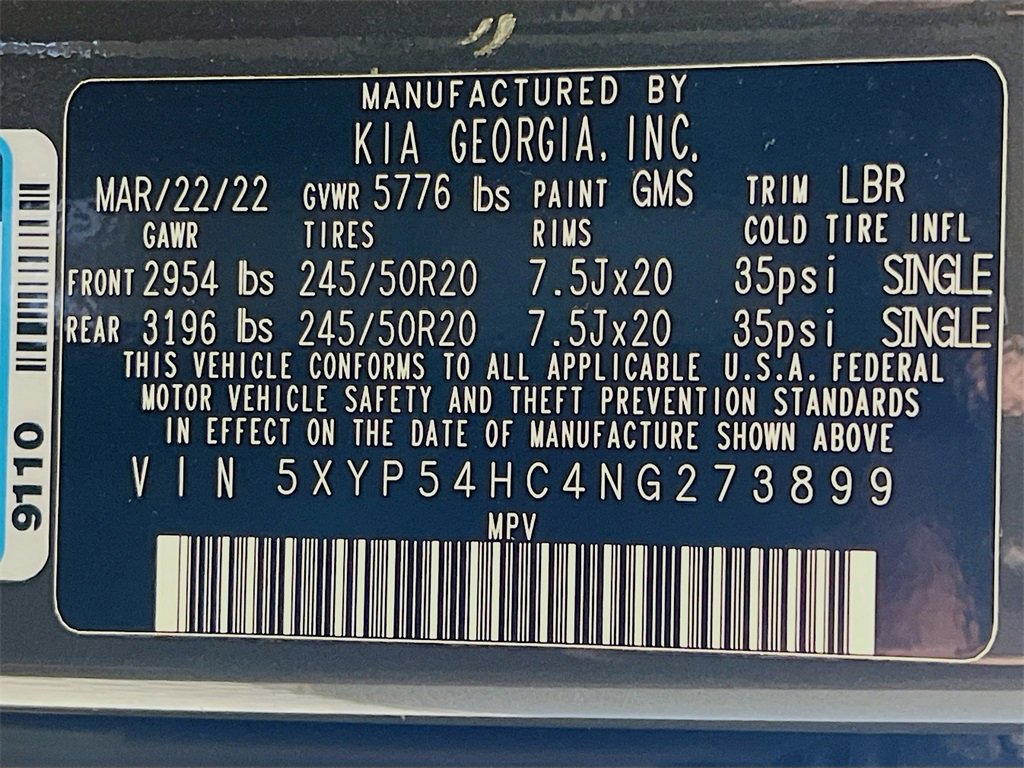 MANUFACTURED BY
KIA GEORGIA, INC.
MAR/22/22 GVWR 5776 lbs PAINT GMS TRIM LBR
GAWR TIRES RIMS COLD TIRE INFL
FRONT 2954 lbs 245/50R20 7.5Jx20 35psi SINGLE
REAR 3196 lbs 245/50R20 7.5Jx20 35psi SINGLE
THIS VEHICLE CONFORMS TO ALL APPLICABLE U.S.A. FEDERAL
MOTOR VEHICLE SAFETY AND THEFT PREVENTION STANDARDS
IN EFFECT ON THE DATE OF MANUFACTURE SHOWN ABOVE
VIN 5XYP54HC4NG273899
MPV
9110